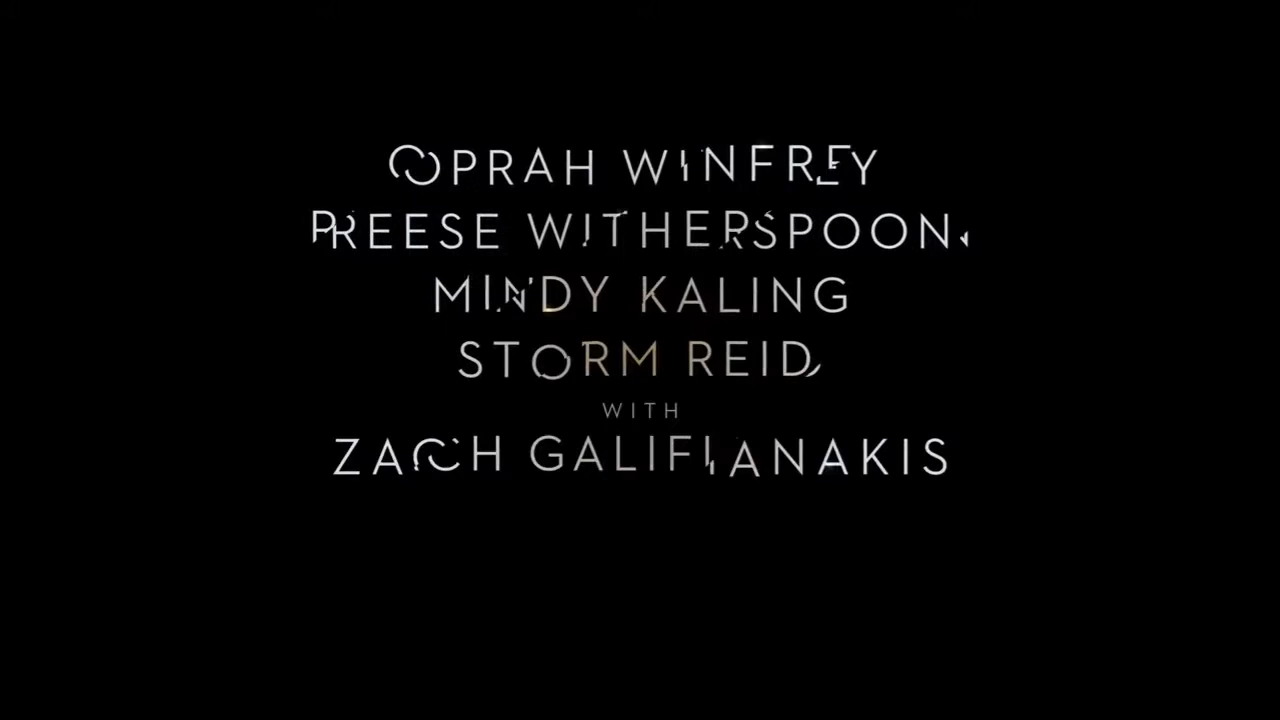 OPRAH WINFREY
REESE WITHERSPOON
MINDY KALING
STORM REID
WITH
ZACH GALIFIANAKIS